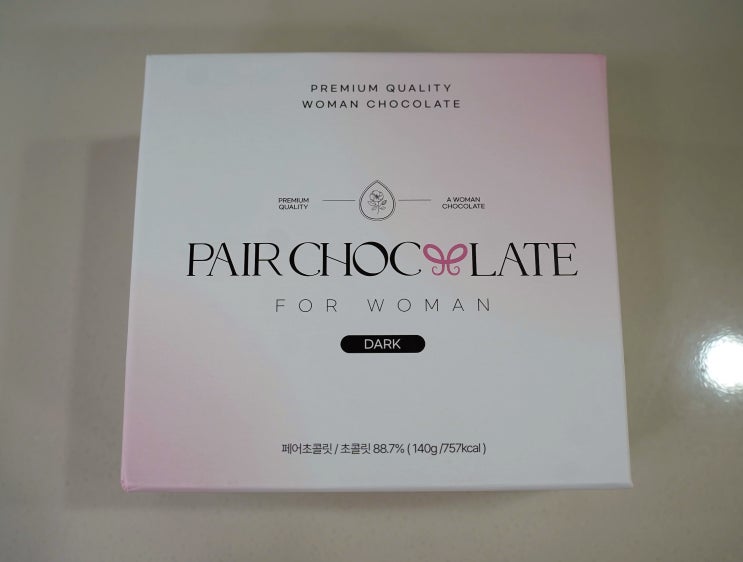 PREMIUM QUALITY
WOMAN CHOCOLATE
PREMIUM
QUALITY
A WOMAN
CHOCOLATE
PAIR CHOCOLATE
FOR WOMAN
DARK
페어초콜릿 / 초콜릿 88.7% ( 140g /757kcal )